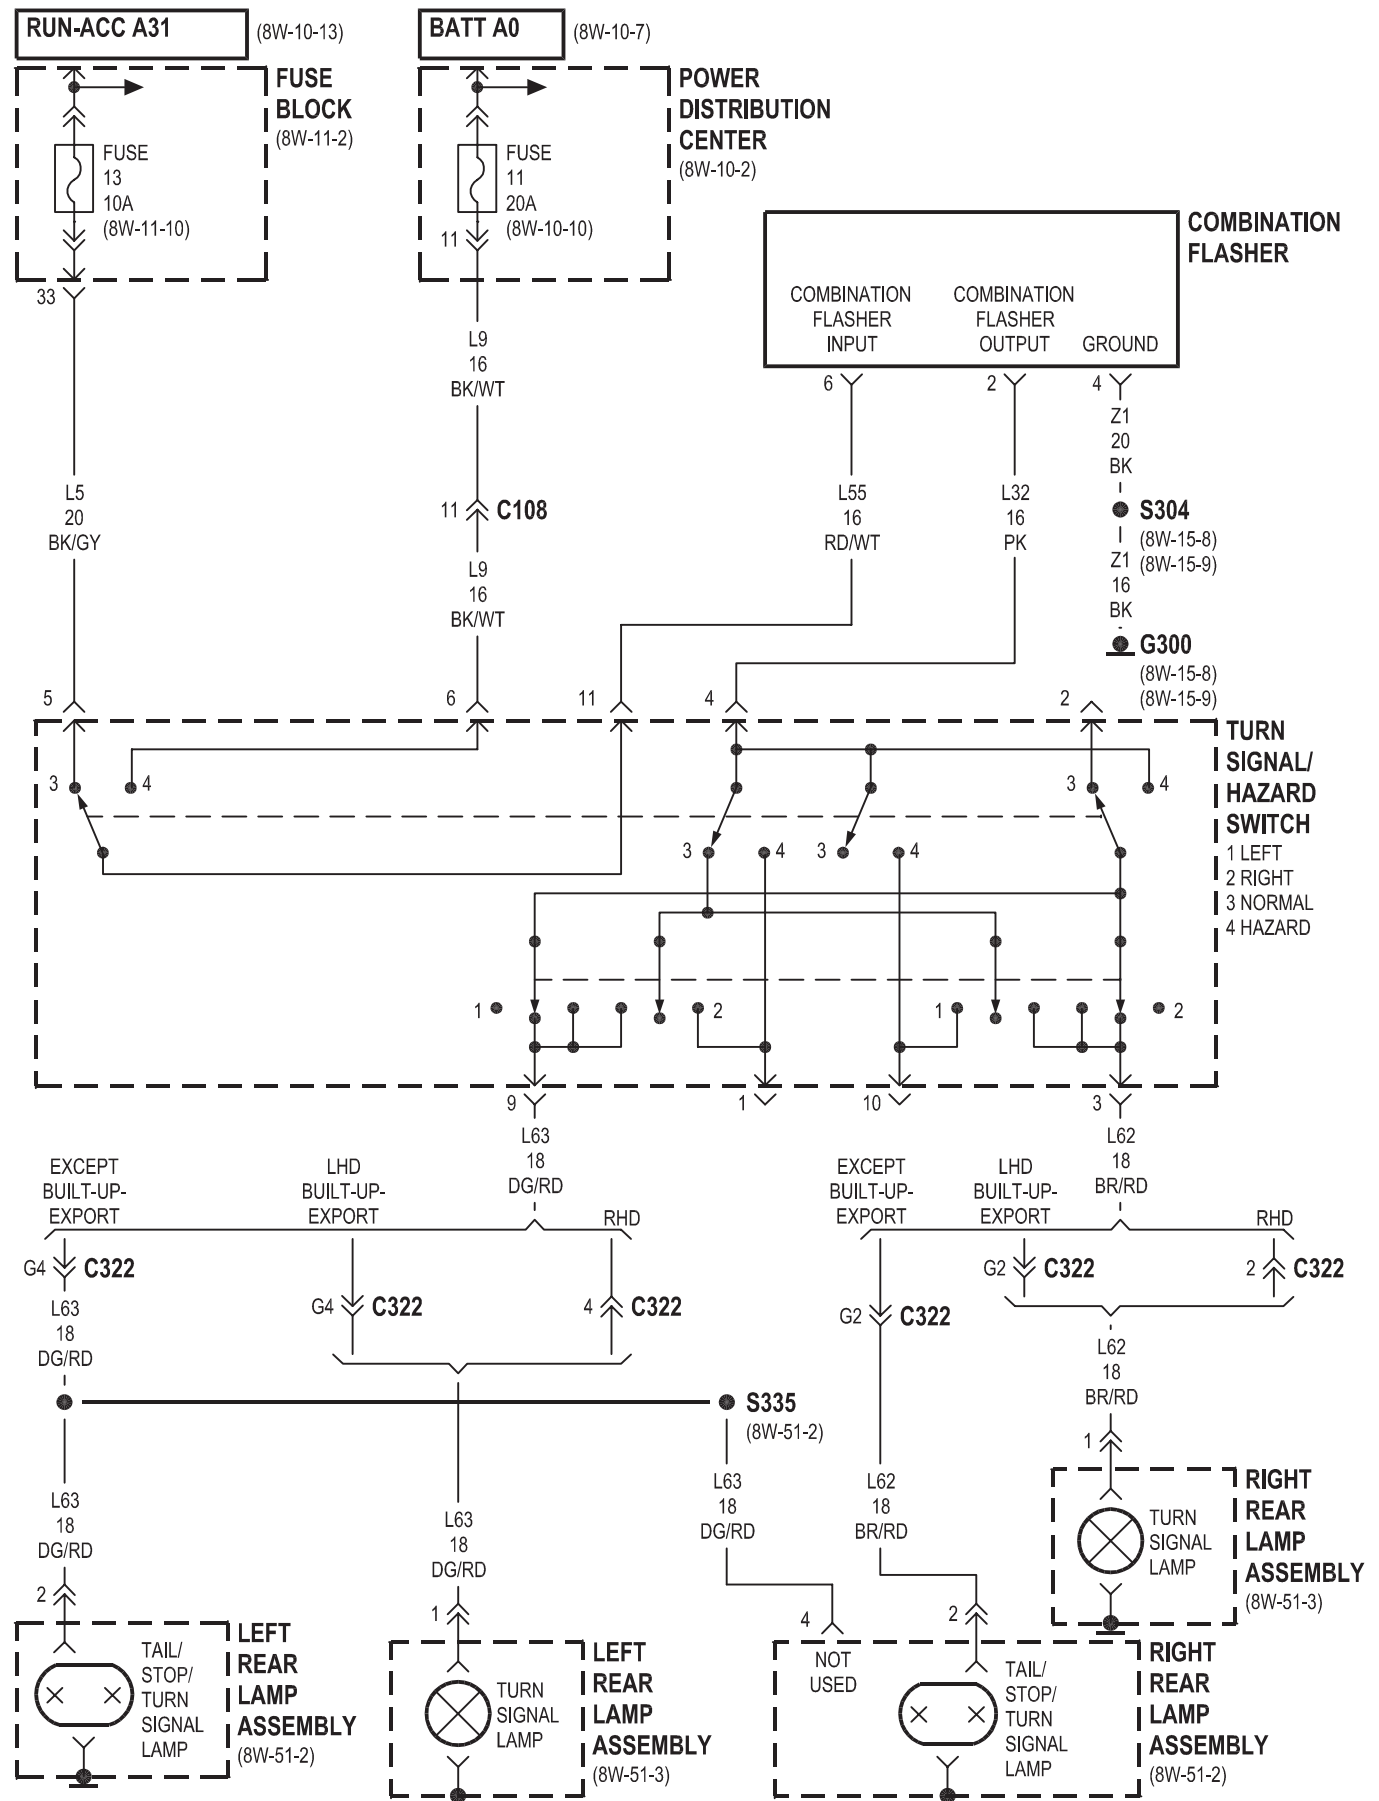 RUN-ACC A31
(8W-10-13)
BATT A0
(8W-10-7)
FUSE
BLOCK
(8W-11-2)
FUSE
13
10A
(8W-11-10)
33
POWER
DISTRIBUTION
CENTER
(8W-10-2)
FUSE
11
20A
(8W-10-10)
11
COMBINATION
FLASHER
COMBINATION
FLASHER
INPUT
COMBINATION
FLASHER
OUTPUT
GROUND
6
2
4
L9
16
BK/WT
Z1
20
BK
L5
20
BK/GY
11
C108
L55
16
RD/WT
L32
16
PK
S304
(8W-15-8)
(8W-15-9)
L9
16
BK/WT
Z1
16
BK
G300
(8W-15-8)
(8W-15-9)
5
6
11
4
2
TURN
SIGNAL/
HAZARD
SWITCH
1 LEFT
2 RIGHT
3 NORMAL
4 HAZARD
3
4
3
4
3
4
3
4
1
2
1
2
9
1
10
3
L63
18
DG/RD
L62
18
BR/RD
EXCEPT
BUILT-UP-
EXPORT
LHD
BUILT-UP-
EXPORT
RHD
EXCEPT
BUILT-UP-
EXPORT
LHD
BUILT-UP-
EXPORT
RHD
G4
C322
G4
C322
4
C322
G2
C322
G2
C322
2
C322
L63
18
DG/RD
L62
18
BR/RD
S335
(8W-51-2)
1
L63
18
DG/RD
L63
18
DG/RD
L63
18
DG/RD
L62
18
BR/RD
TURN
SIGNAL
LAMP
RIGHT
REAR
LAMP
ASSEMBLY
(8W-51-3)
2
1
4
2
TAIL/
STOP/
TURN
SIGNAL
LAMP
LEFT
REAR
LAMP
ASSEMBLY
(8W-51-2)
TURN
SIGNAL
LAMP
LEFT
REAR
LAMP
ASSEMBLY
(8W-51-3)
NOT
USED
TAIL/
STOP/
TURN
SIGNAL
LAMP
RIGHT
REAR
LAMP
ASSEMBLY
(8W-51-2)